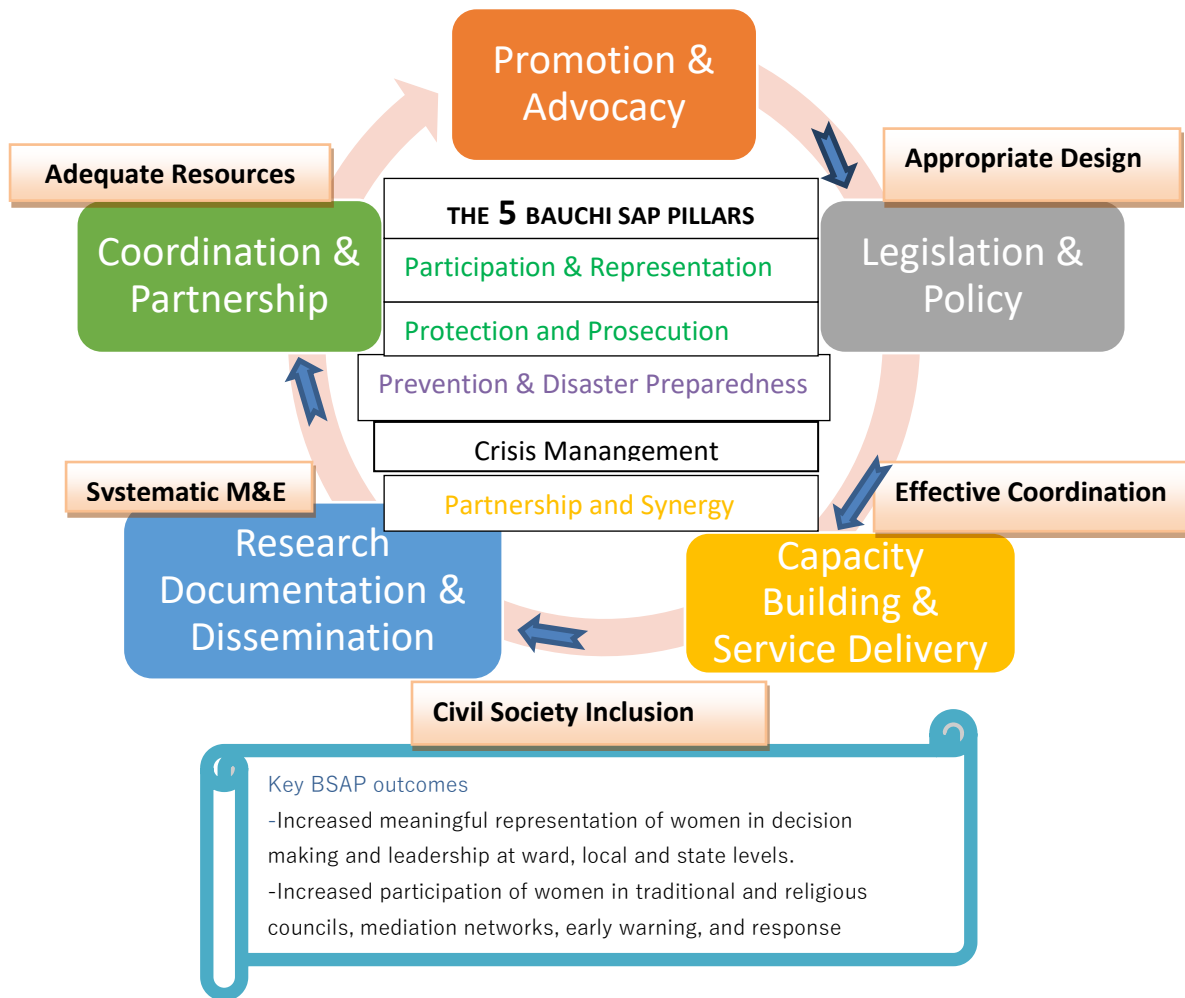 Promotion &
Advocacy
Adequate Resources
Appropriate Design
THE 5 BAUCHI SAP PILLARS
Coordination &
Partnership
Legislation &
Policy
Participation & Representation
Protection and Prosecution
Prevention & Disaster Preparedness
Crisis Manangement
Systematic M&E
Effective Coordination
Partnership and Synergy
Research
Documentation &
Dissemination
Capacity
Building &
Service Delivery
Civil Society Inclusion
Key BSAP outcomes
-Increased meaningful representation of women in decision
making and leadership at ward, local and state levels.
-Increased participation of women in traditional and religious
councils, mediation networks, early warning, and response